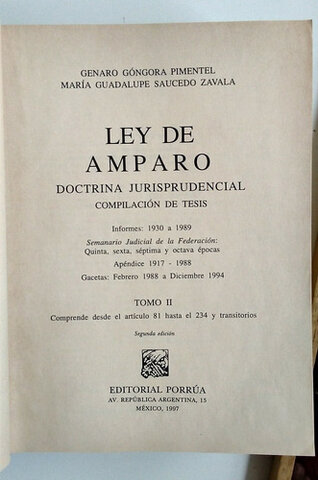 GENARO GÓNGORA PIMENTEL
MARÍA GUADALUPE SAUCEDO ZAVALA
LEY DE
AMPARO
DOCTRINA JURISPRUDENCIAL
COMPILACIÓN DE TESIS
Informes: 1930 a 1989
Semanario Judicial de la Federación:
Quinta, sexta, séptima y octava épocas
Apéndice 1917 - 1988
Gacetas: Febrero 1988 a Diciembre 1994
TOMO II
Comprende desde el artículo 81 hasta el 234 y transitorios
Segunda edición
EDITORIAL PORRÚA
AV. REPÚBLICA ARGENTINA, 15
MÉXICO, 1997